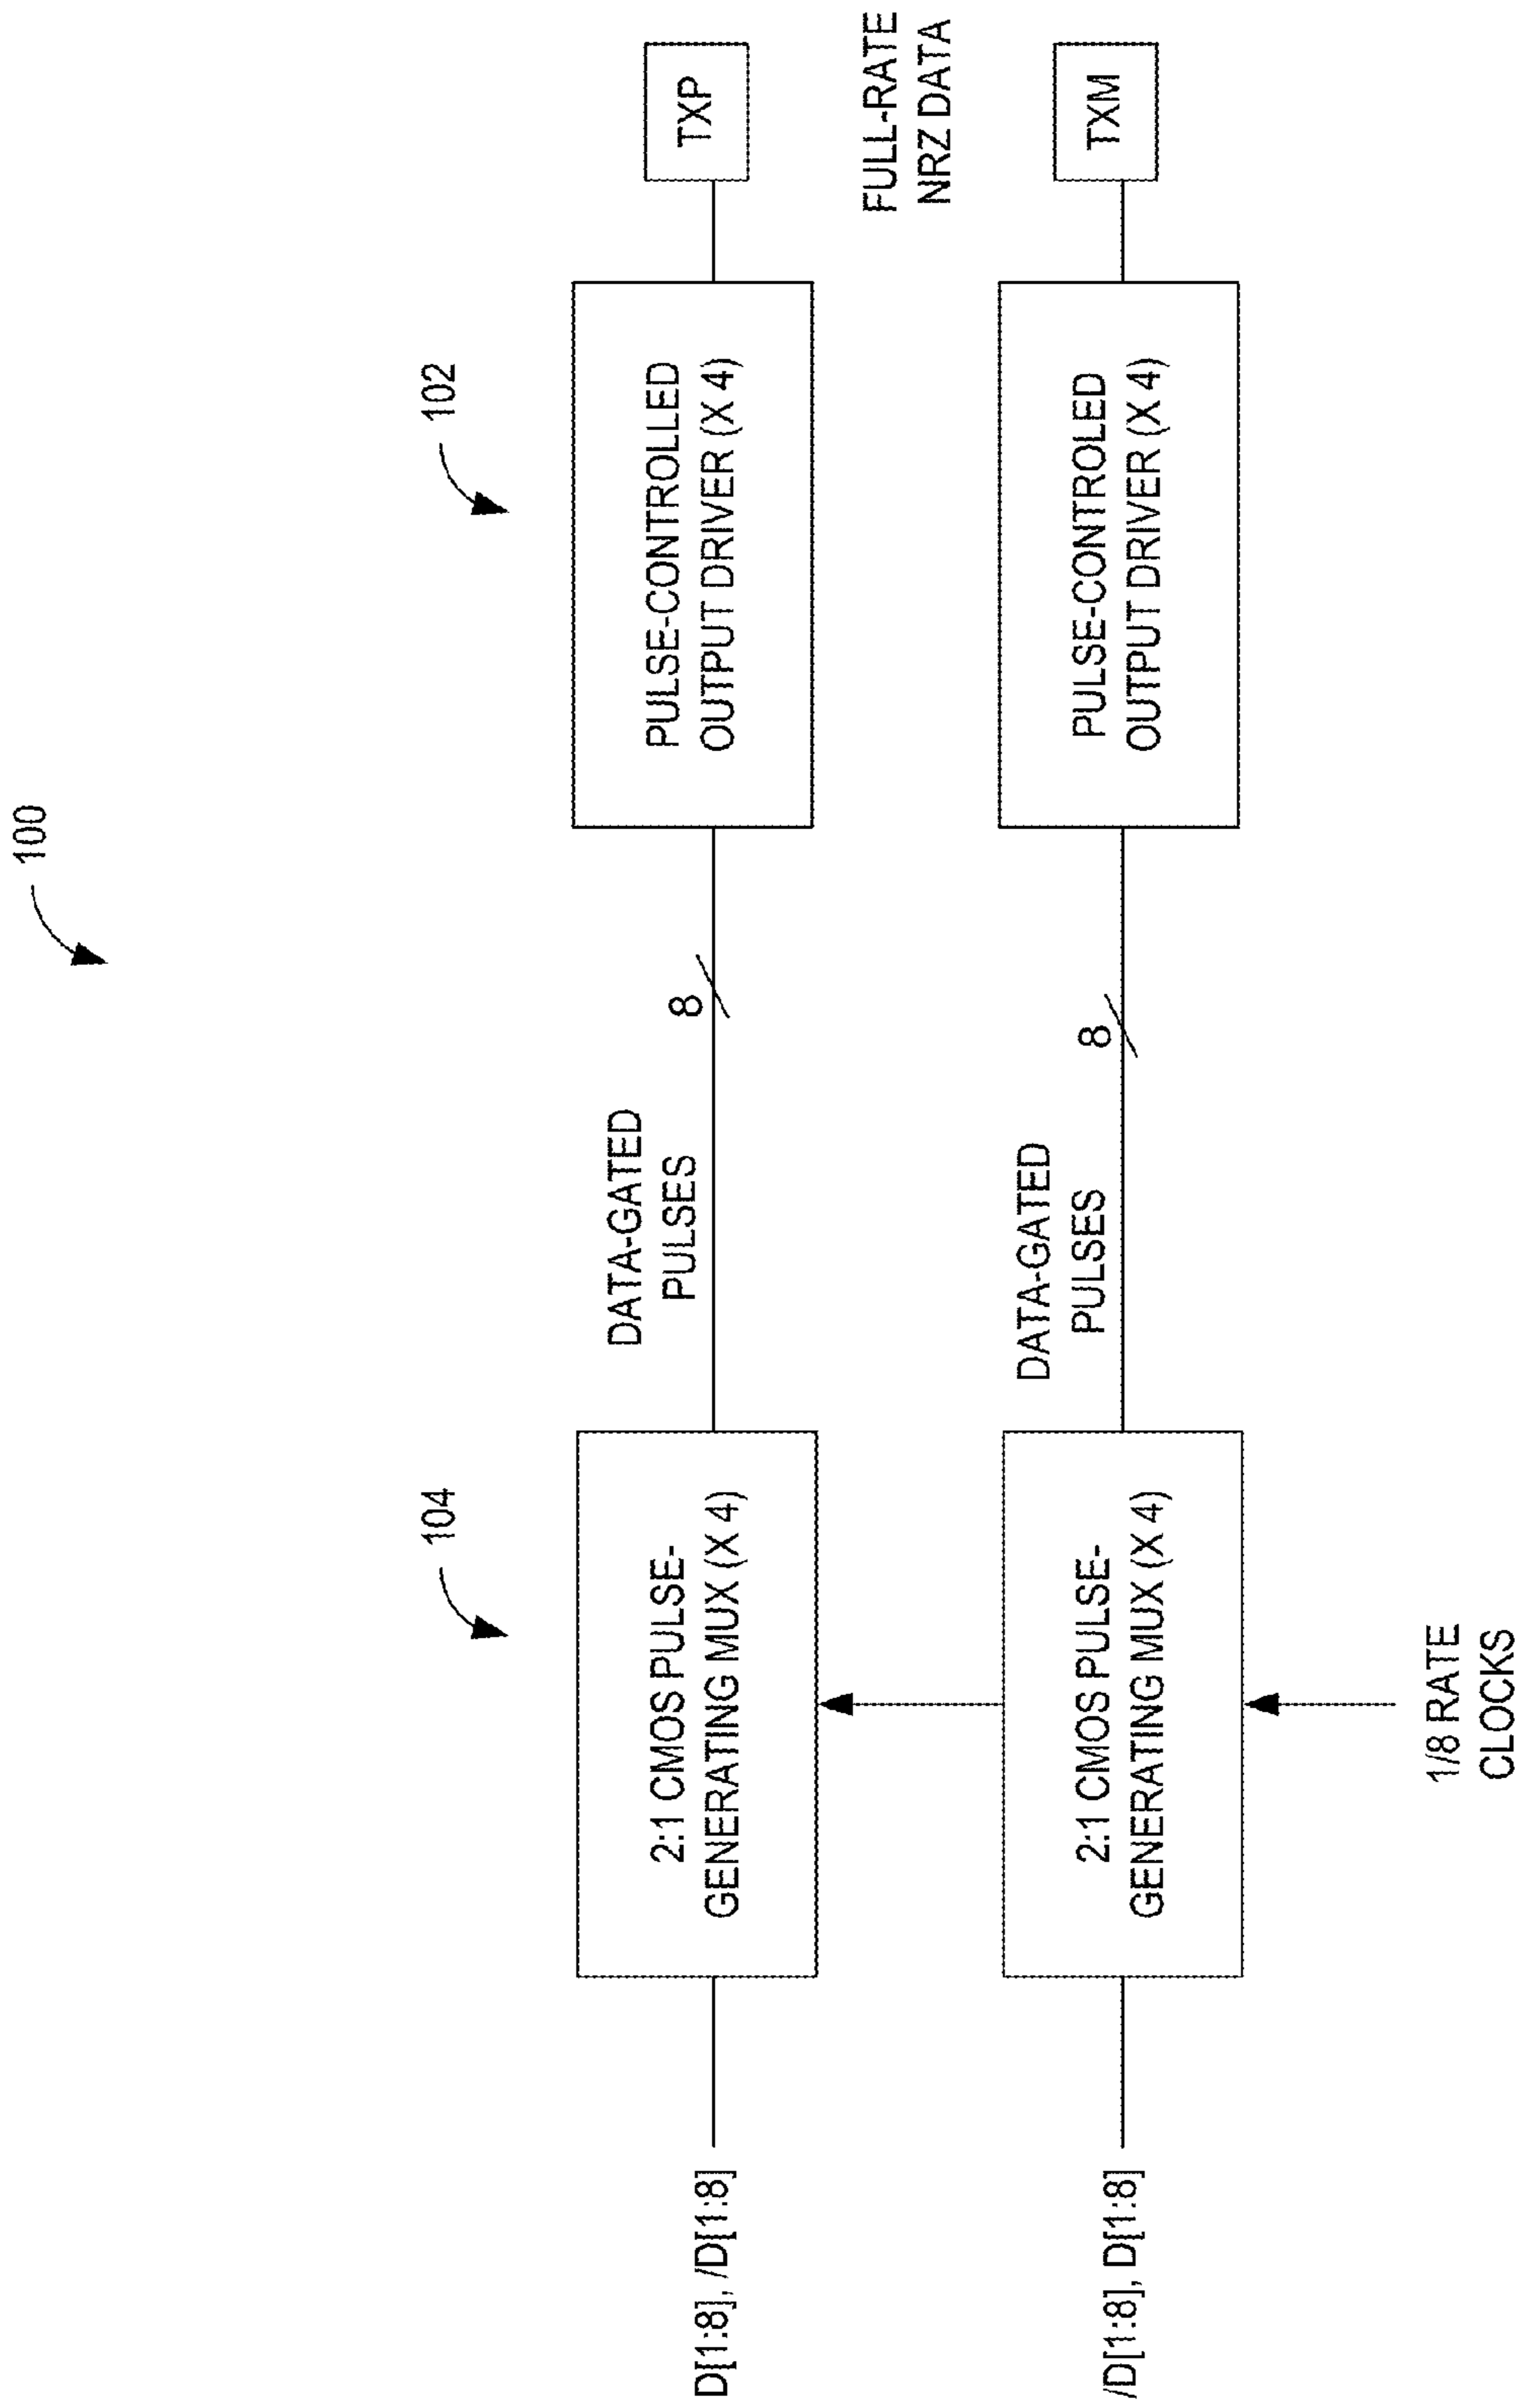 100
104
102
D[1:8], /D[1:8]
2:1 CMOS PULSE-
GENERATING MUX (X 4)
DATA-GATED
PULSES
8
PULSE-CONTROLLED
OUTPUT DRIVER (X 4)
TXP
FULL-RATE
NRZ DATA
/D[1:8], D[1:8]
2:1 CMOS PULSE-
GENERATING MUX (X 4)
DATA-GATED
PULSES
8
PULSE-CONTROLED
OUTPUT DRIVER (X 4)
TXM
1/8 RATE
CLOCKS